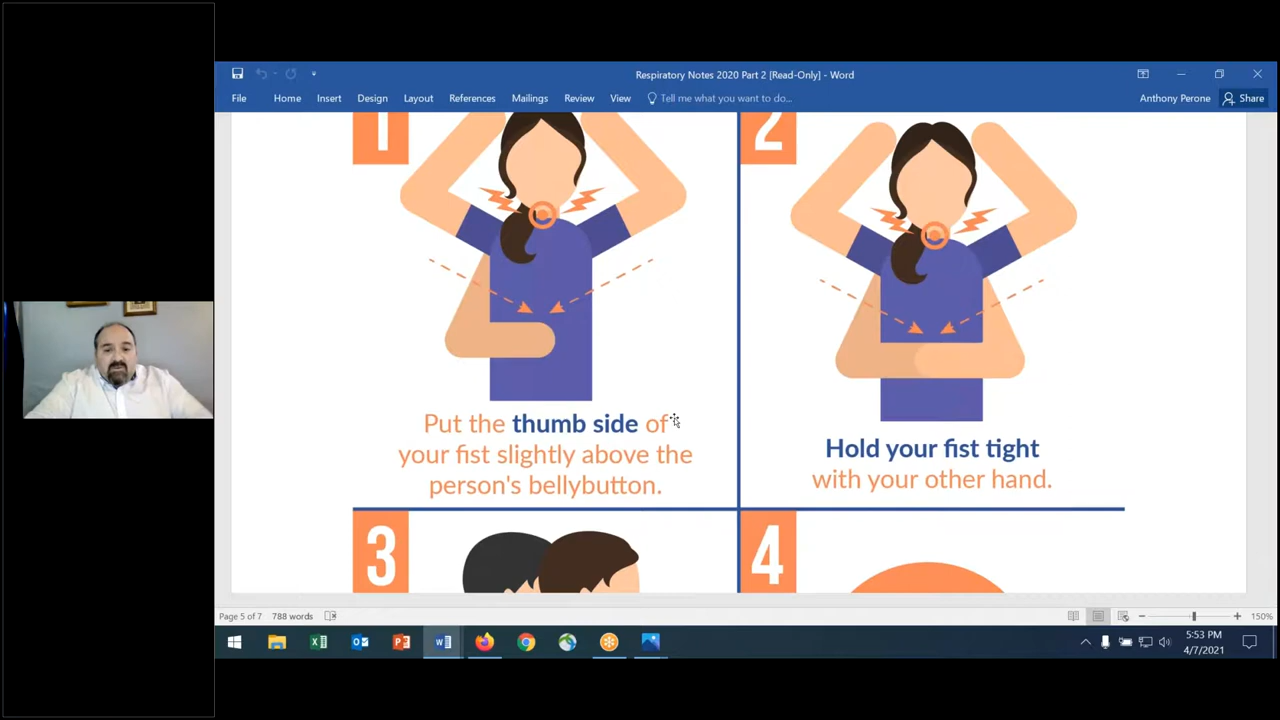 Respiratory Notes 2020 Part 2 [Read-Only] - Word
File Home Insert Design Layout References Mailings Review View Tell me what you want to do... Anthony Perone Share
1
2
Put the thumb side of
your fist slightly above the
person's bellybutton.
Hold your fist tight
with your other hand.
3
4
Page 5 of 7 788 words 150%
5:53 PM
4/7/2021